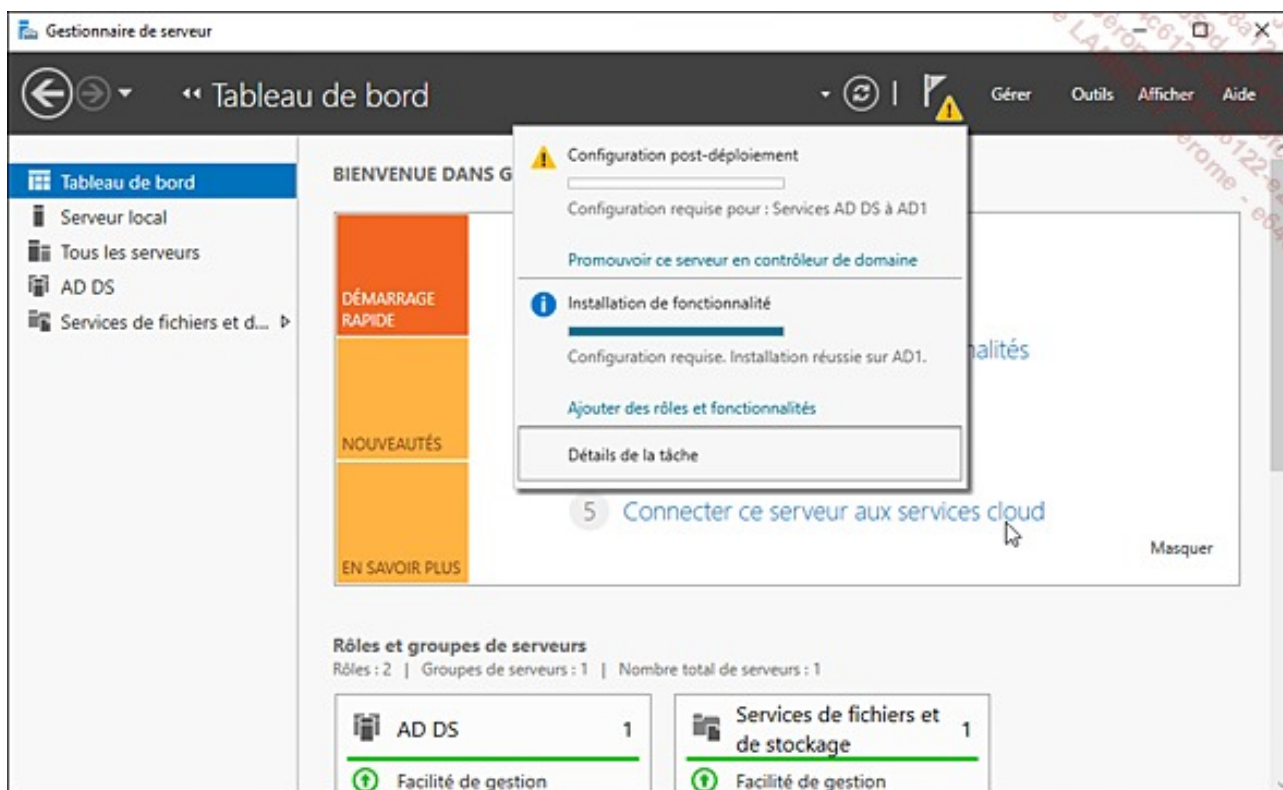 Gestionnaire de serveur
Tableau de bord
Gérer Outils Afficher Aide
Tableau de bord
Serveur local
Tous les serveurs
AD DS
Services de fichiers et d...
BIENVENUE DANS G
DÉMARRAGE
RAPIDE
NOUVEAUTÉS
EN SAVOIR PLUS
Configuration post-déploiement
Configuration requise pour : Services AD DS à AD1
Promouvoir ce serveur en contrôleur de domaine
Installation de fonctionnalité
Configuration requise. Installation réussie sur AD1.
Ajouter des rôles et fonctionnalités
Détails de la tâche
nalités
5 Connecter ce serveur aux services cloud
Masquer
Rôles et groupes de serveurs
Rôles : 2 | Groupes de serveurs : 1 | Nombre total de serveurs : 1
AD DS 1
Facilité de gestion
Services de fichiers et
de stockage 1
Facilité de gestion